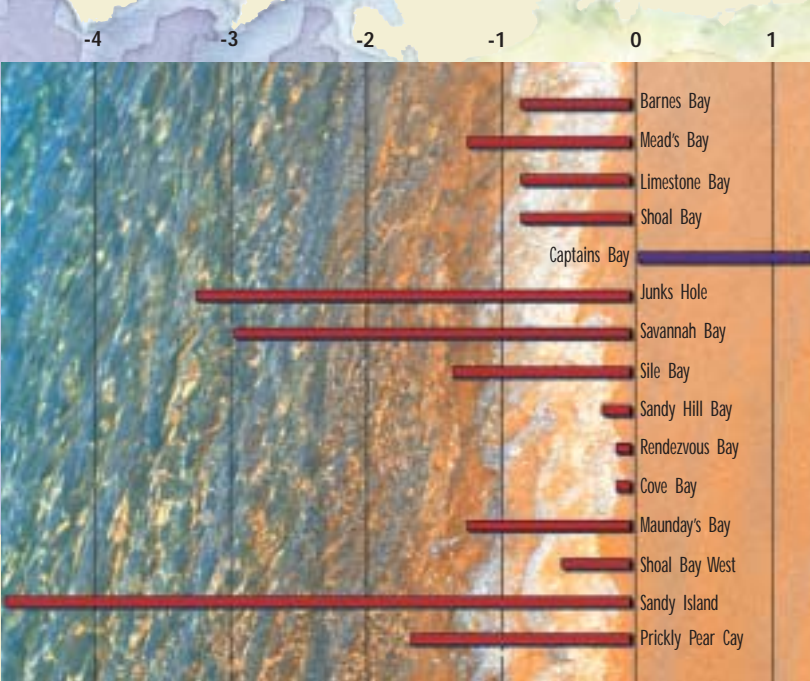 -4 -3 -2 -1 0 1
Barnes Bay
Mead's Bay
Limestone Bay
Shoal Bay
Captains Bay
Junks Hole
Savannah Bay
Sile Bay
Sandy Hill Bay
Rendezvous Bay
Cove Bay
Maunday's Bay
Shoal Bay West
Sandy Island
Prickly Pear Cay